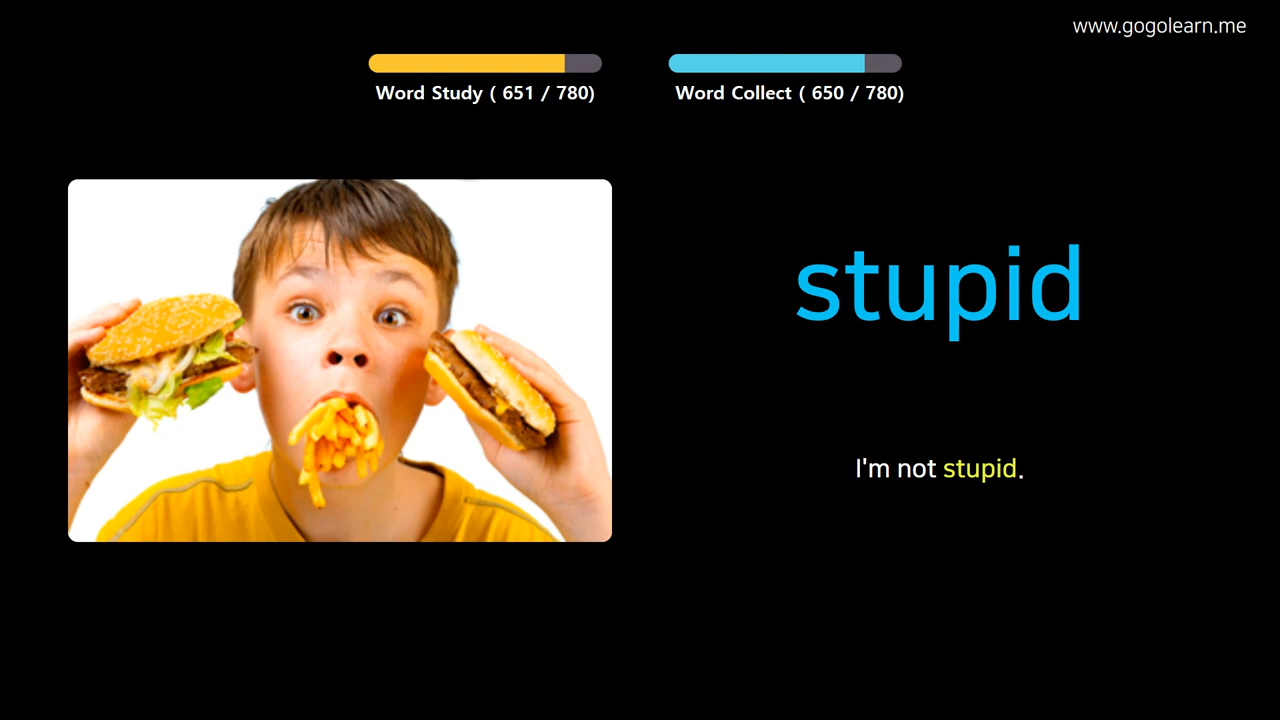 www.gogolearn.me
Word Study ( 651 / 780)
Word Collect ( 650 / 780)
stupid
I'm not stupid.